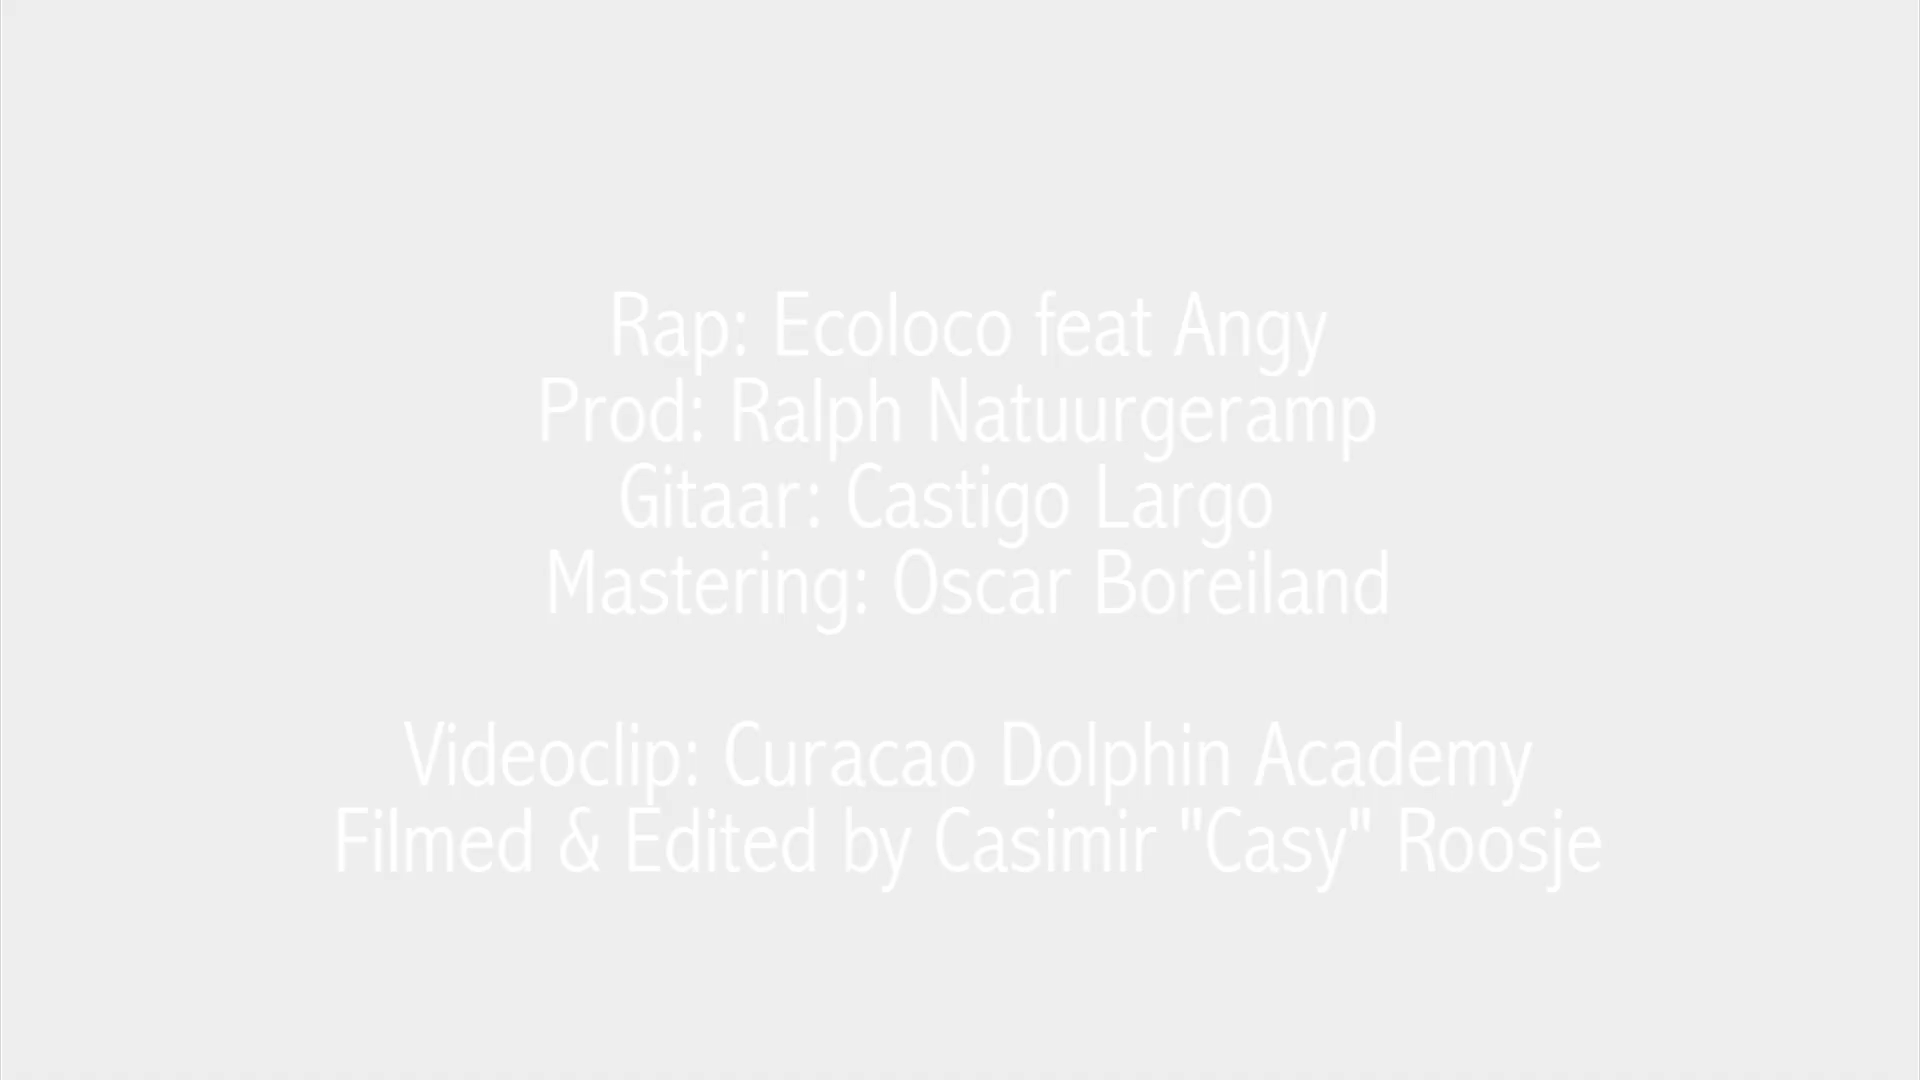 Rap: Ecoloco feat Angy
Prod: Ralph Natuurgeramp
Gitaar: Castigo Largo
Mastering: Oscar Boreiland
Videoclip: Curacao Dolphin Academy
Filmed & Edited by Casimir "Casy" Roosje